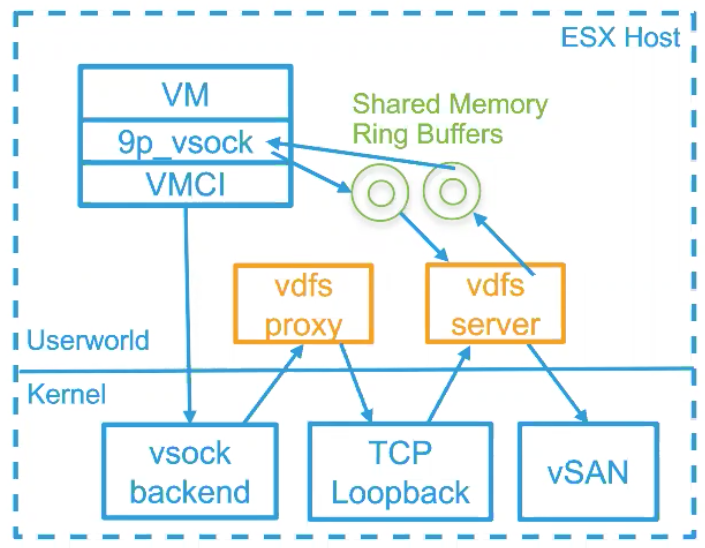 ESX Host
VM
9p_vsock
VMCI
Shared Memory
Ring Buffers
vdfs
proxy
vdfs
server
Userworld
Kernel
vsock
backend
TCP
Loopback
vSAN